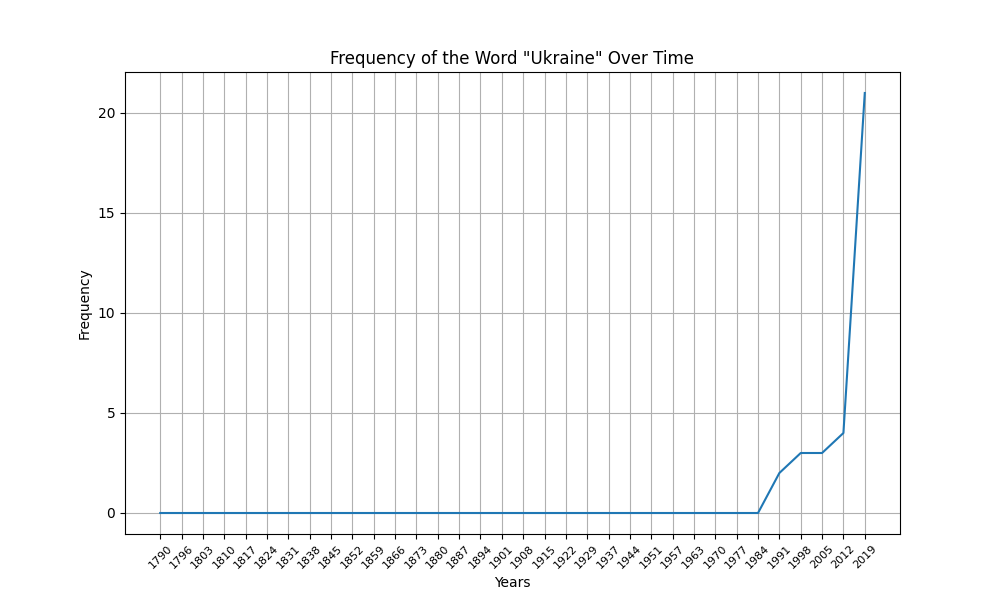 Frequency of the Word "Ukraine" Over Time
20
15
10
5
0
Frequency
1790 1796 1803 1810 1817 1824 1831 1838 1845 1852 1859 1866 1873 1880 1887 1894 1901 1908 1915 1922 1929 1937 1944 1951 1957 1963 1970 1977 1984 1991 1998 2005 2012 2019
Years